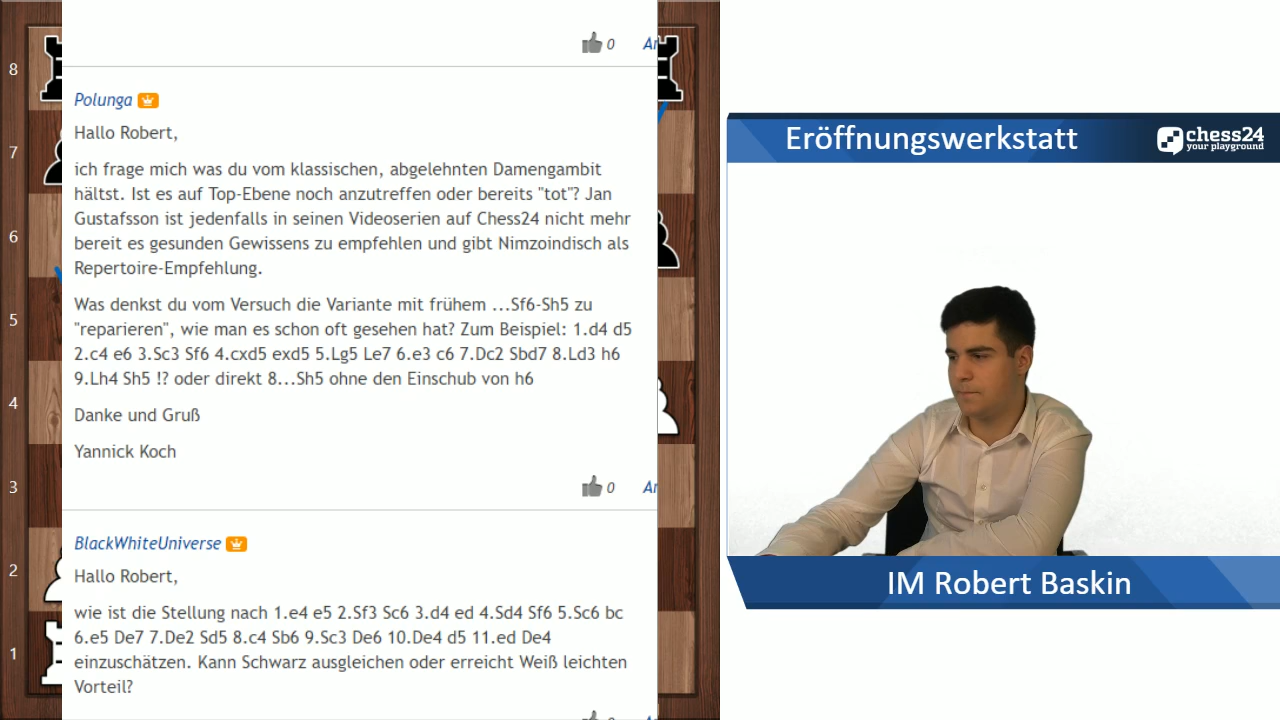 0
Polunga
Hallo Robert,
ich frage mich was du vom klassischen, abgelehnten Damengambit
hältst. Ist es auf Top-Ebene noch anzutreffen oder bereits "tot"? Jan
Gustafsson ist jedenfalls in seinen Videoserien auf Chess24 nicht mehr
bereit es gesunden Gewissens zu empfehlen und gibt Nimzoindisch als
Repertoire-Empfehlung.
Was denkst du vom Versuch die Variante mit frühem ...Sf6-Sh5 zu
"reparieren", wie man es schon oft gesehen hat? Zum Beispiel: 1.d4 d5
2.c4 e6 3.Sc3 Sf6 4.cxd5 exd5 5.Lg5 Le7 6.e3 c6 7.Dc2 Sbd7 8.Ld3 h6
9.Lh4 Sh5 !? oder direkt 8...Sh5 ohne den Einschub von h6
Danke und Gruß
Yannick Koch
0
BlackWhiteUniverse
Hallo Robert,
wie ist die Stellung nach 1.e4 e5 2.Sf3 Sc6 3.d4 ed 4.Sd4 Sf6 5.Sc6 bc
6.e5 De7 7.De2 Sd5 8.c4 Sb6 9.Sc3 De6 10.De4 d5 11.ed De4
einzuschätzen. Kann Schwarz ausgleichen oder erreicht Weiß leichten
Vorteil?
8
7
6
5
4
3
2
1
Eröffnungswerkstatt
chess24
your playground
IM Robert Baskin